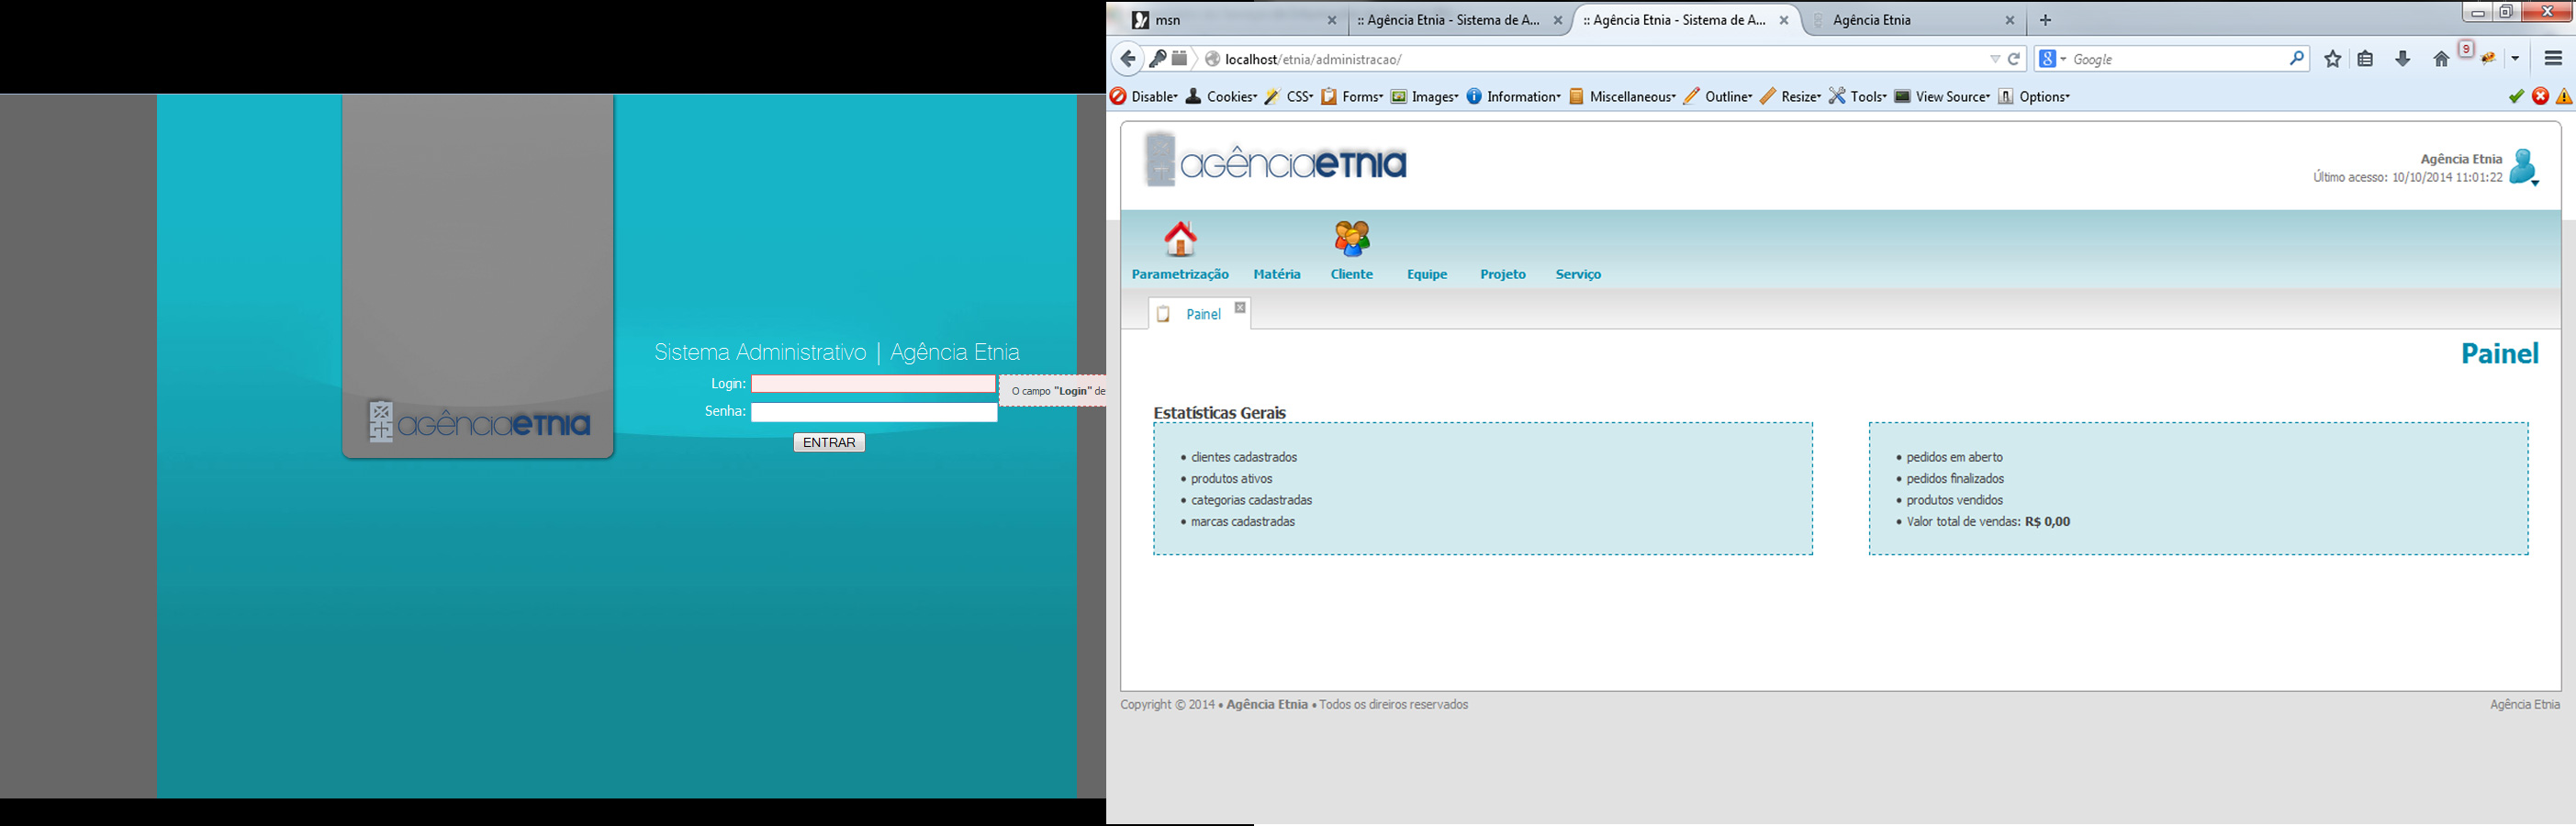 agênciaetnia
Sistema Administrativo | Agência Etnia
Login:
O campo "Login" de
Senha:
ENTRAR
msn
:: Agência Etnia - Sistema de A...
:: Agência Etnia - Sistema de A...
Agência Etnia
localhost/etnia/administracao/
Google
9
Disable
Cookies
CSS
Forms
Images
Information
Miscellaneous
Outline
Resize
Tools
View Source
Options
agênciaetnia
Agência Etnia
Último acesso: 10/10/2014 11:01:22
Parametrização
Matéria
Cliente
Equipe
Projeto
Serviço
Painel
Painel
Estatísticas Gerais
• clientes cadastrados
• produtos ativos
• categorias cadastradas
• marcas cadastradas
• pedidos em aberto
• pedidos finalizados
• produtos vendidos
• Valor total de vendas: R$ 0,00
Copyright © 2014 • Agência Etnia • Todos os direiros reservados
Agência Etnia